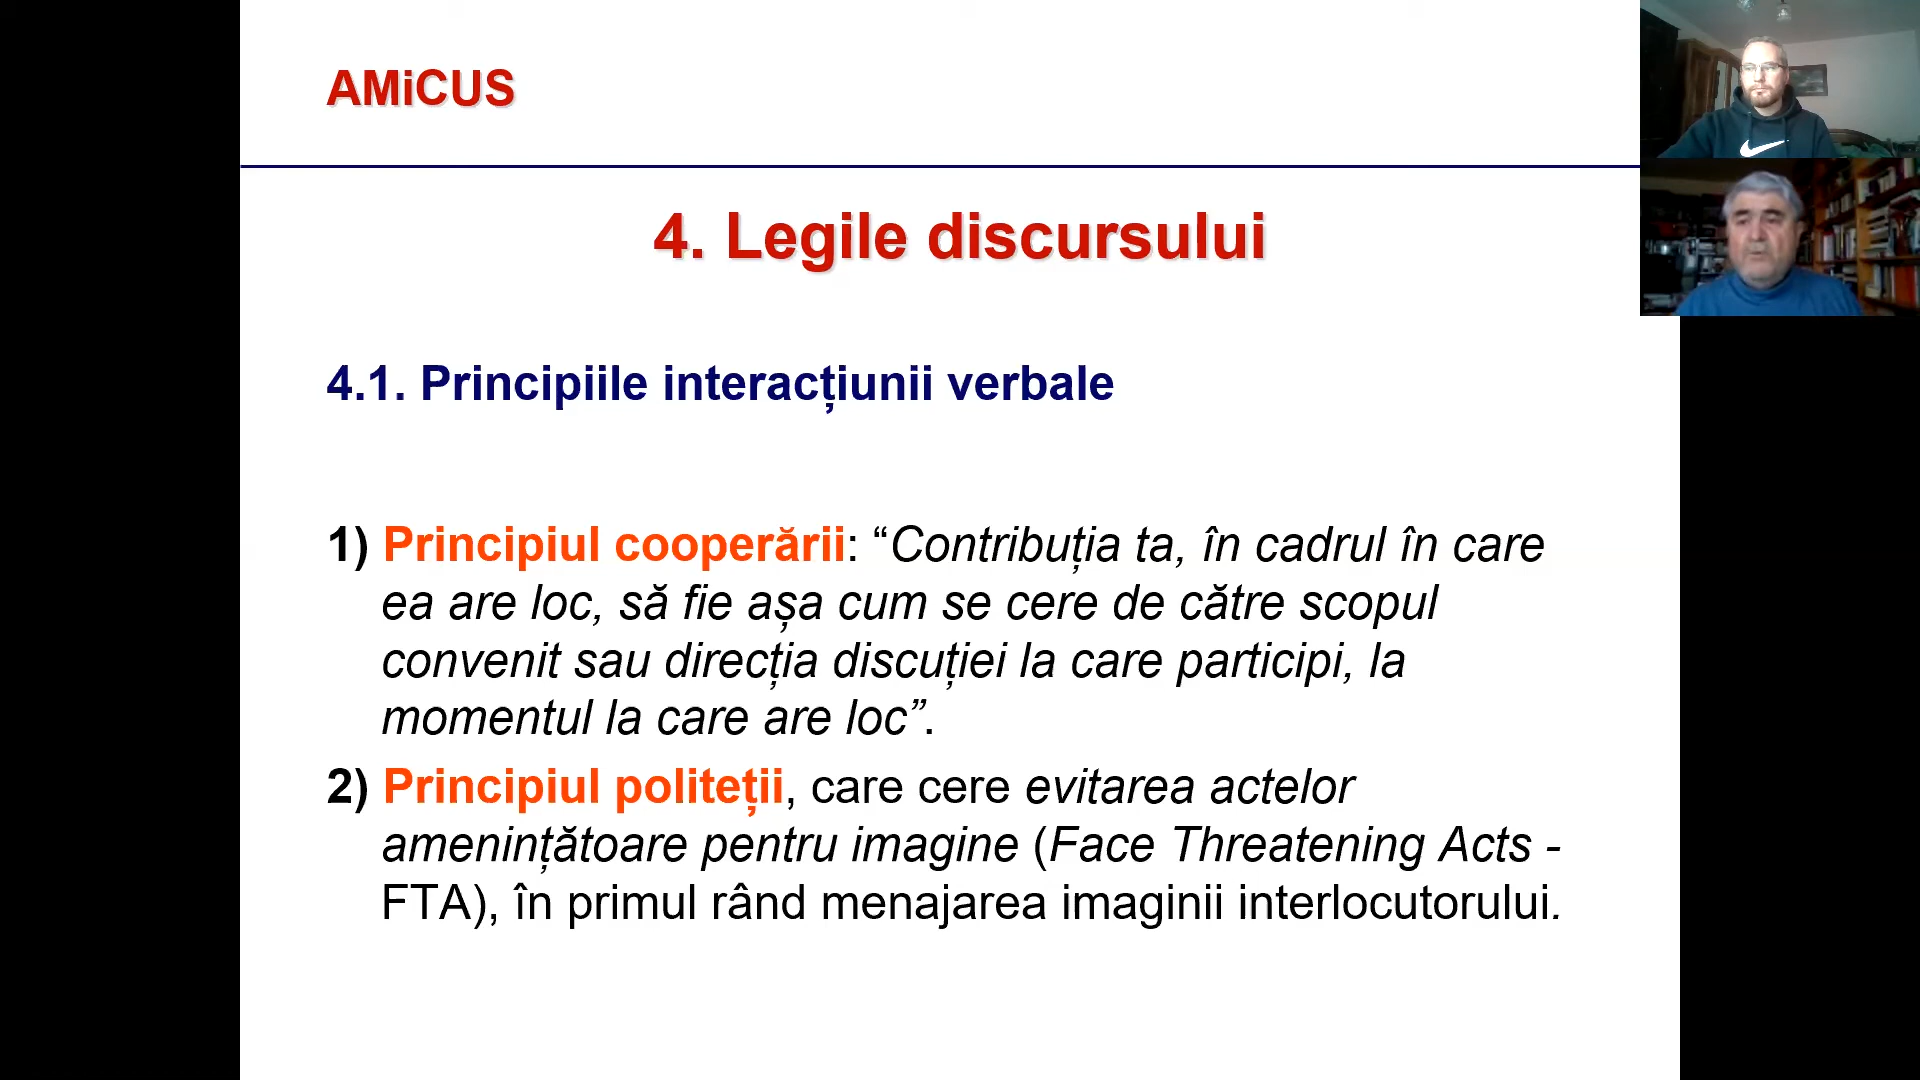 AMiCUS
4. Legile discursului
4.1. Principiile interacțiunii verbale
1) Principiul cooperării: “Contribuția ta, în cadrul în care
ea are loc, să fie așa cum se cere de către scopul
convenit sau direcția discuției la care participi, la
momentul la care are loc”.
2) Principiul politeții, care cere evitarea actelor
amenințătoare pentru imagine (Face Threatening Acts -
FTA), în primul rând menajarea imaginii interlocutorului.